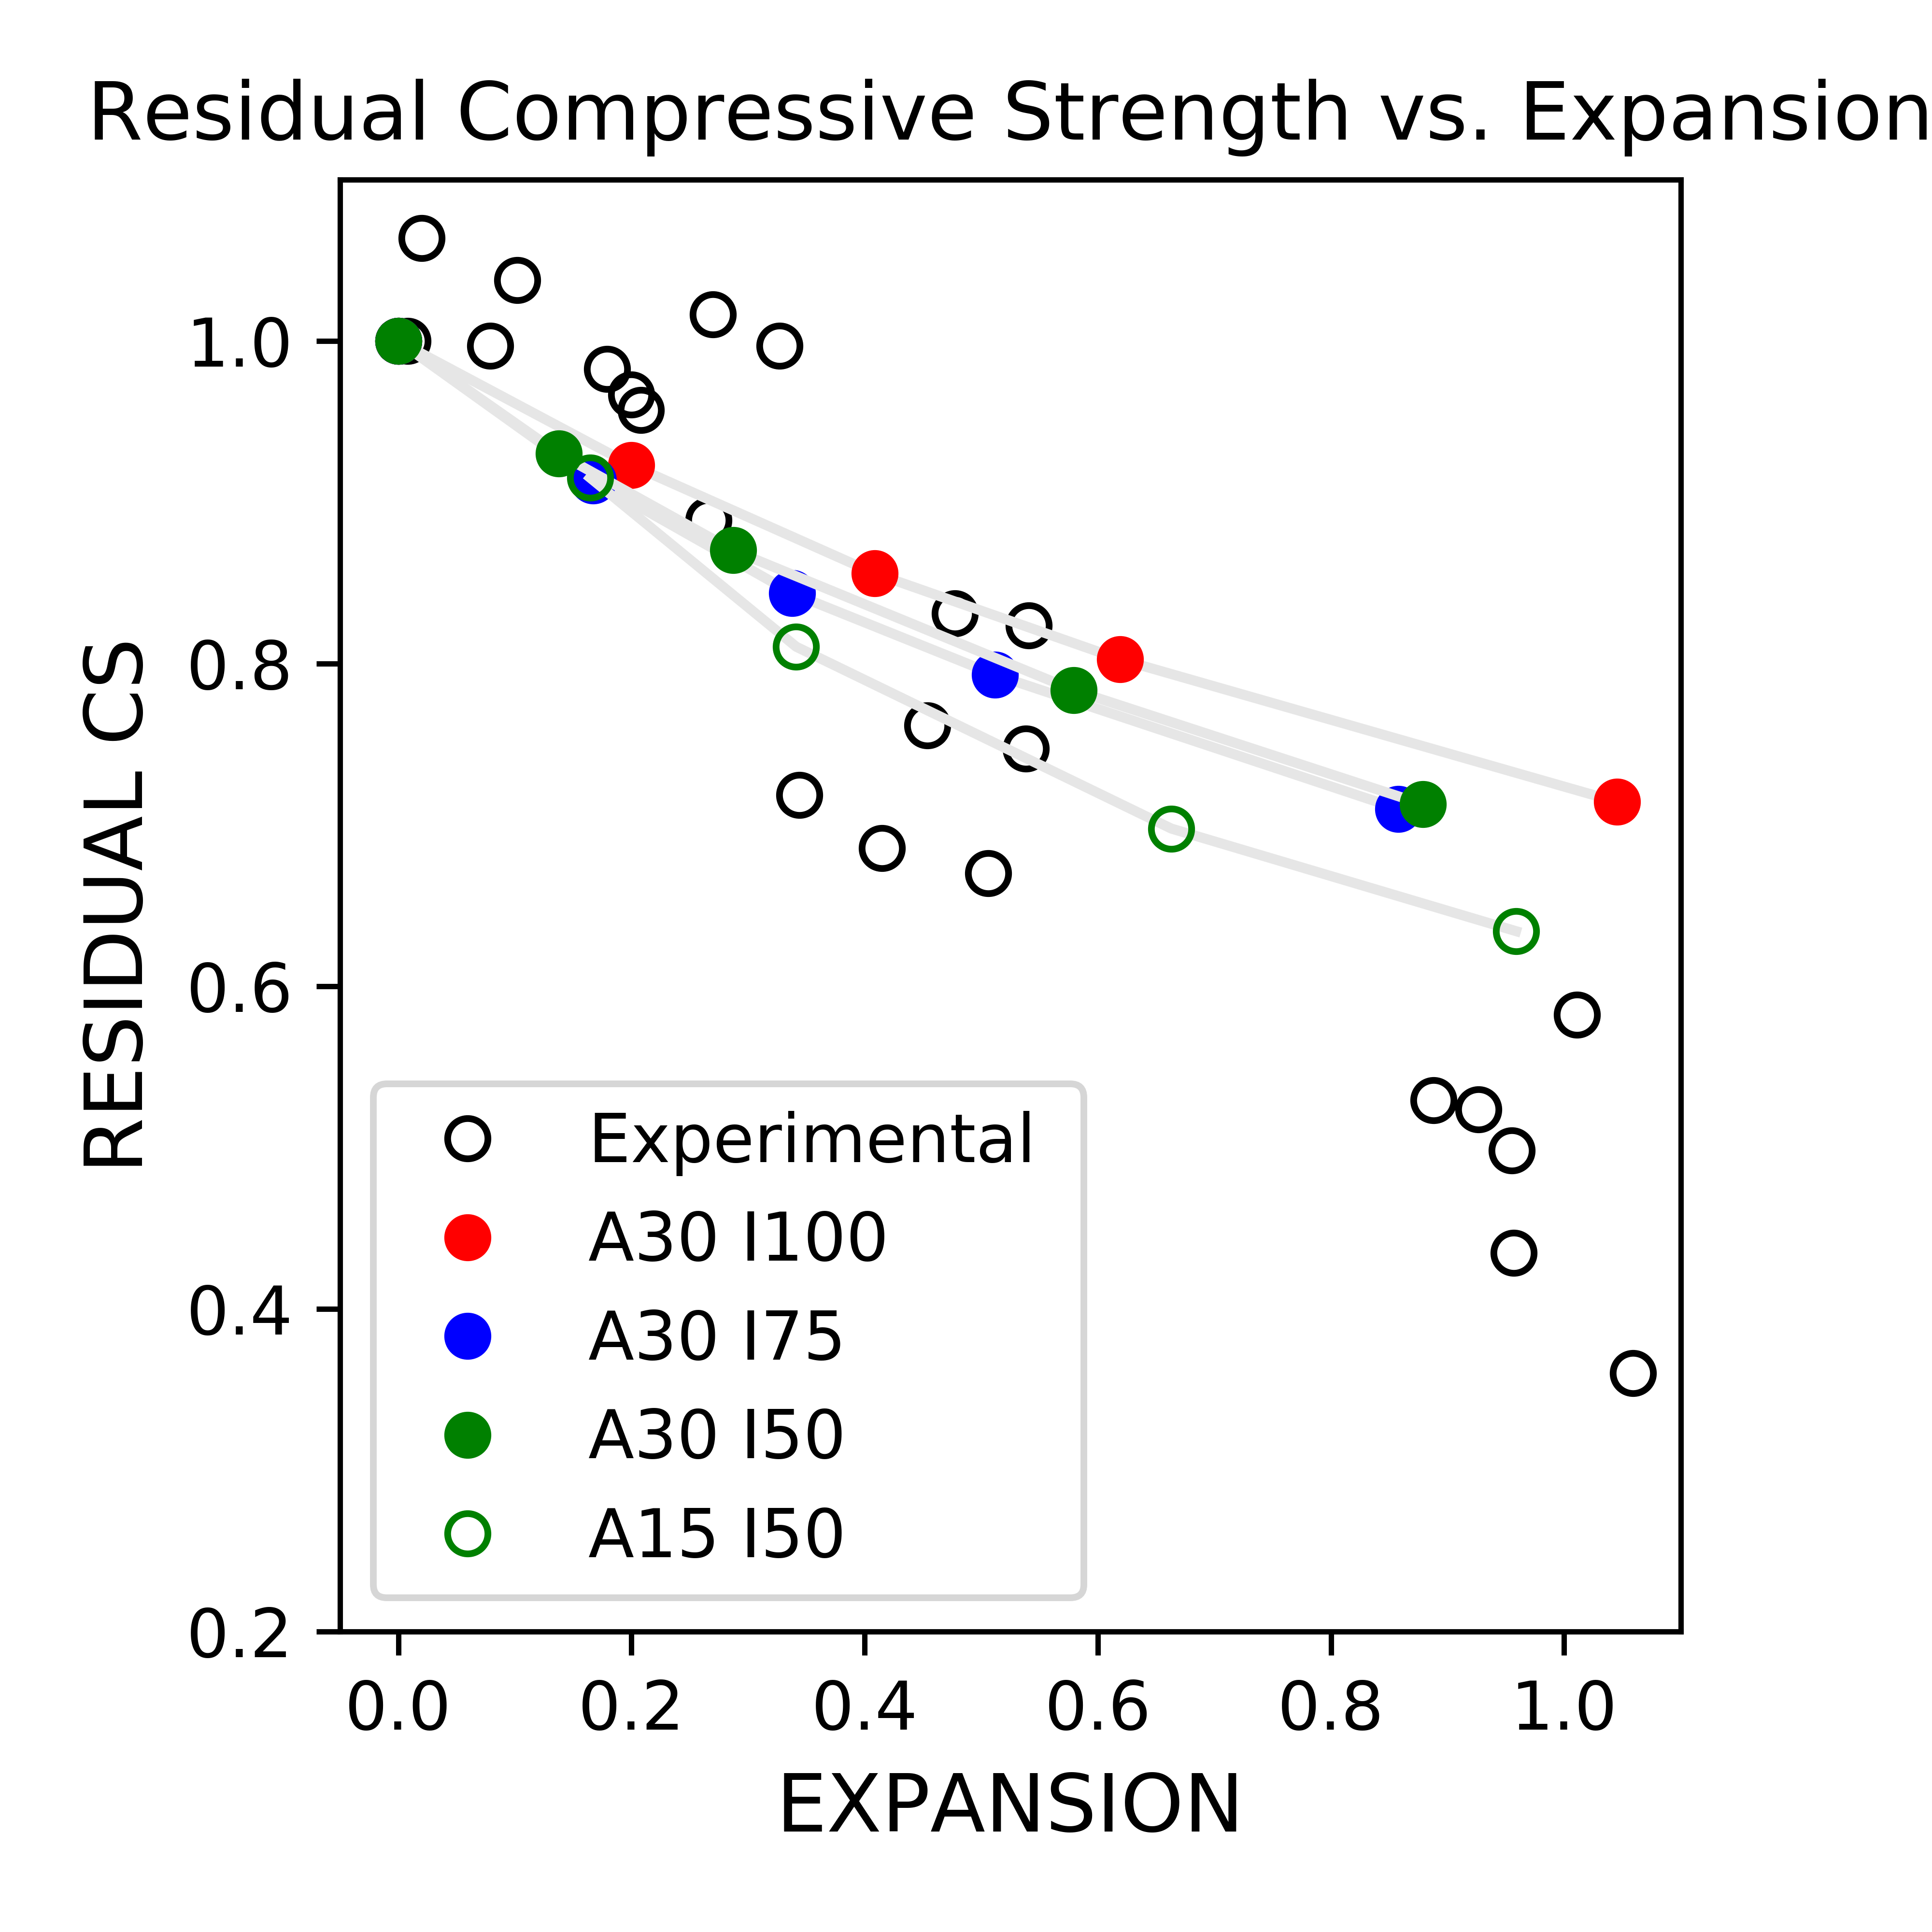 Residual Compressive Strength vs. Expansion
RESIDUAL CS
1.0
0.8
0.6
0.4
0.2
Experimental
A30 I100
A30 I75
A30 I50
A15 I50
0.0 0.2 0.4 0.6 0.8 1.0
EXPANSION